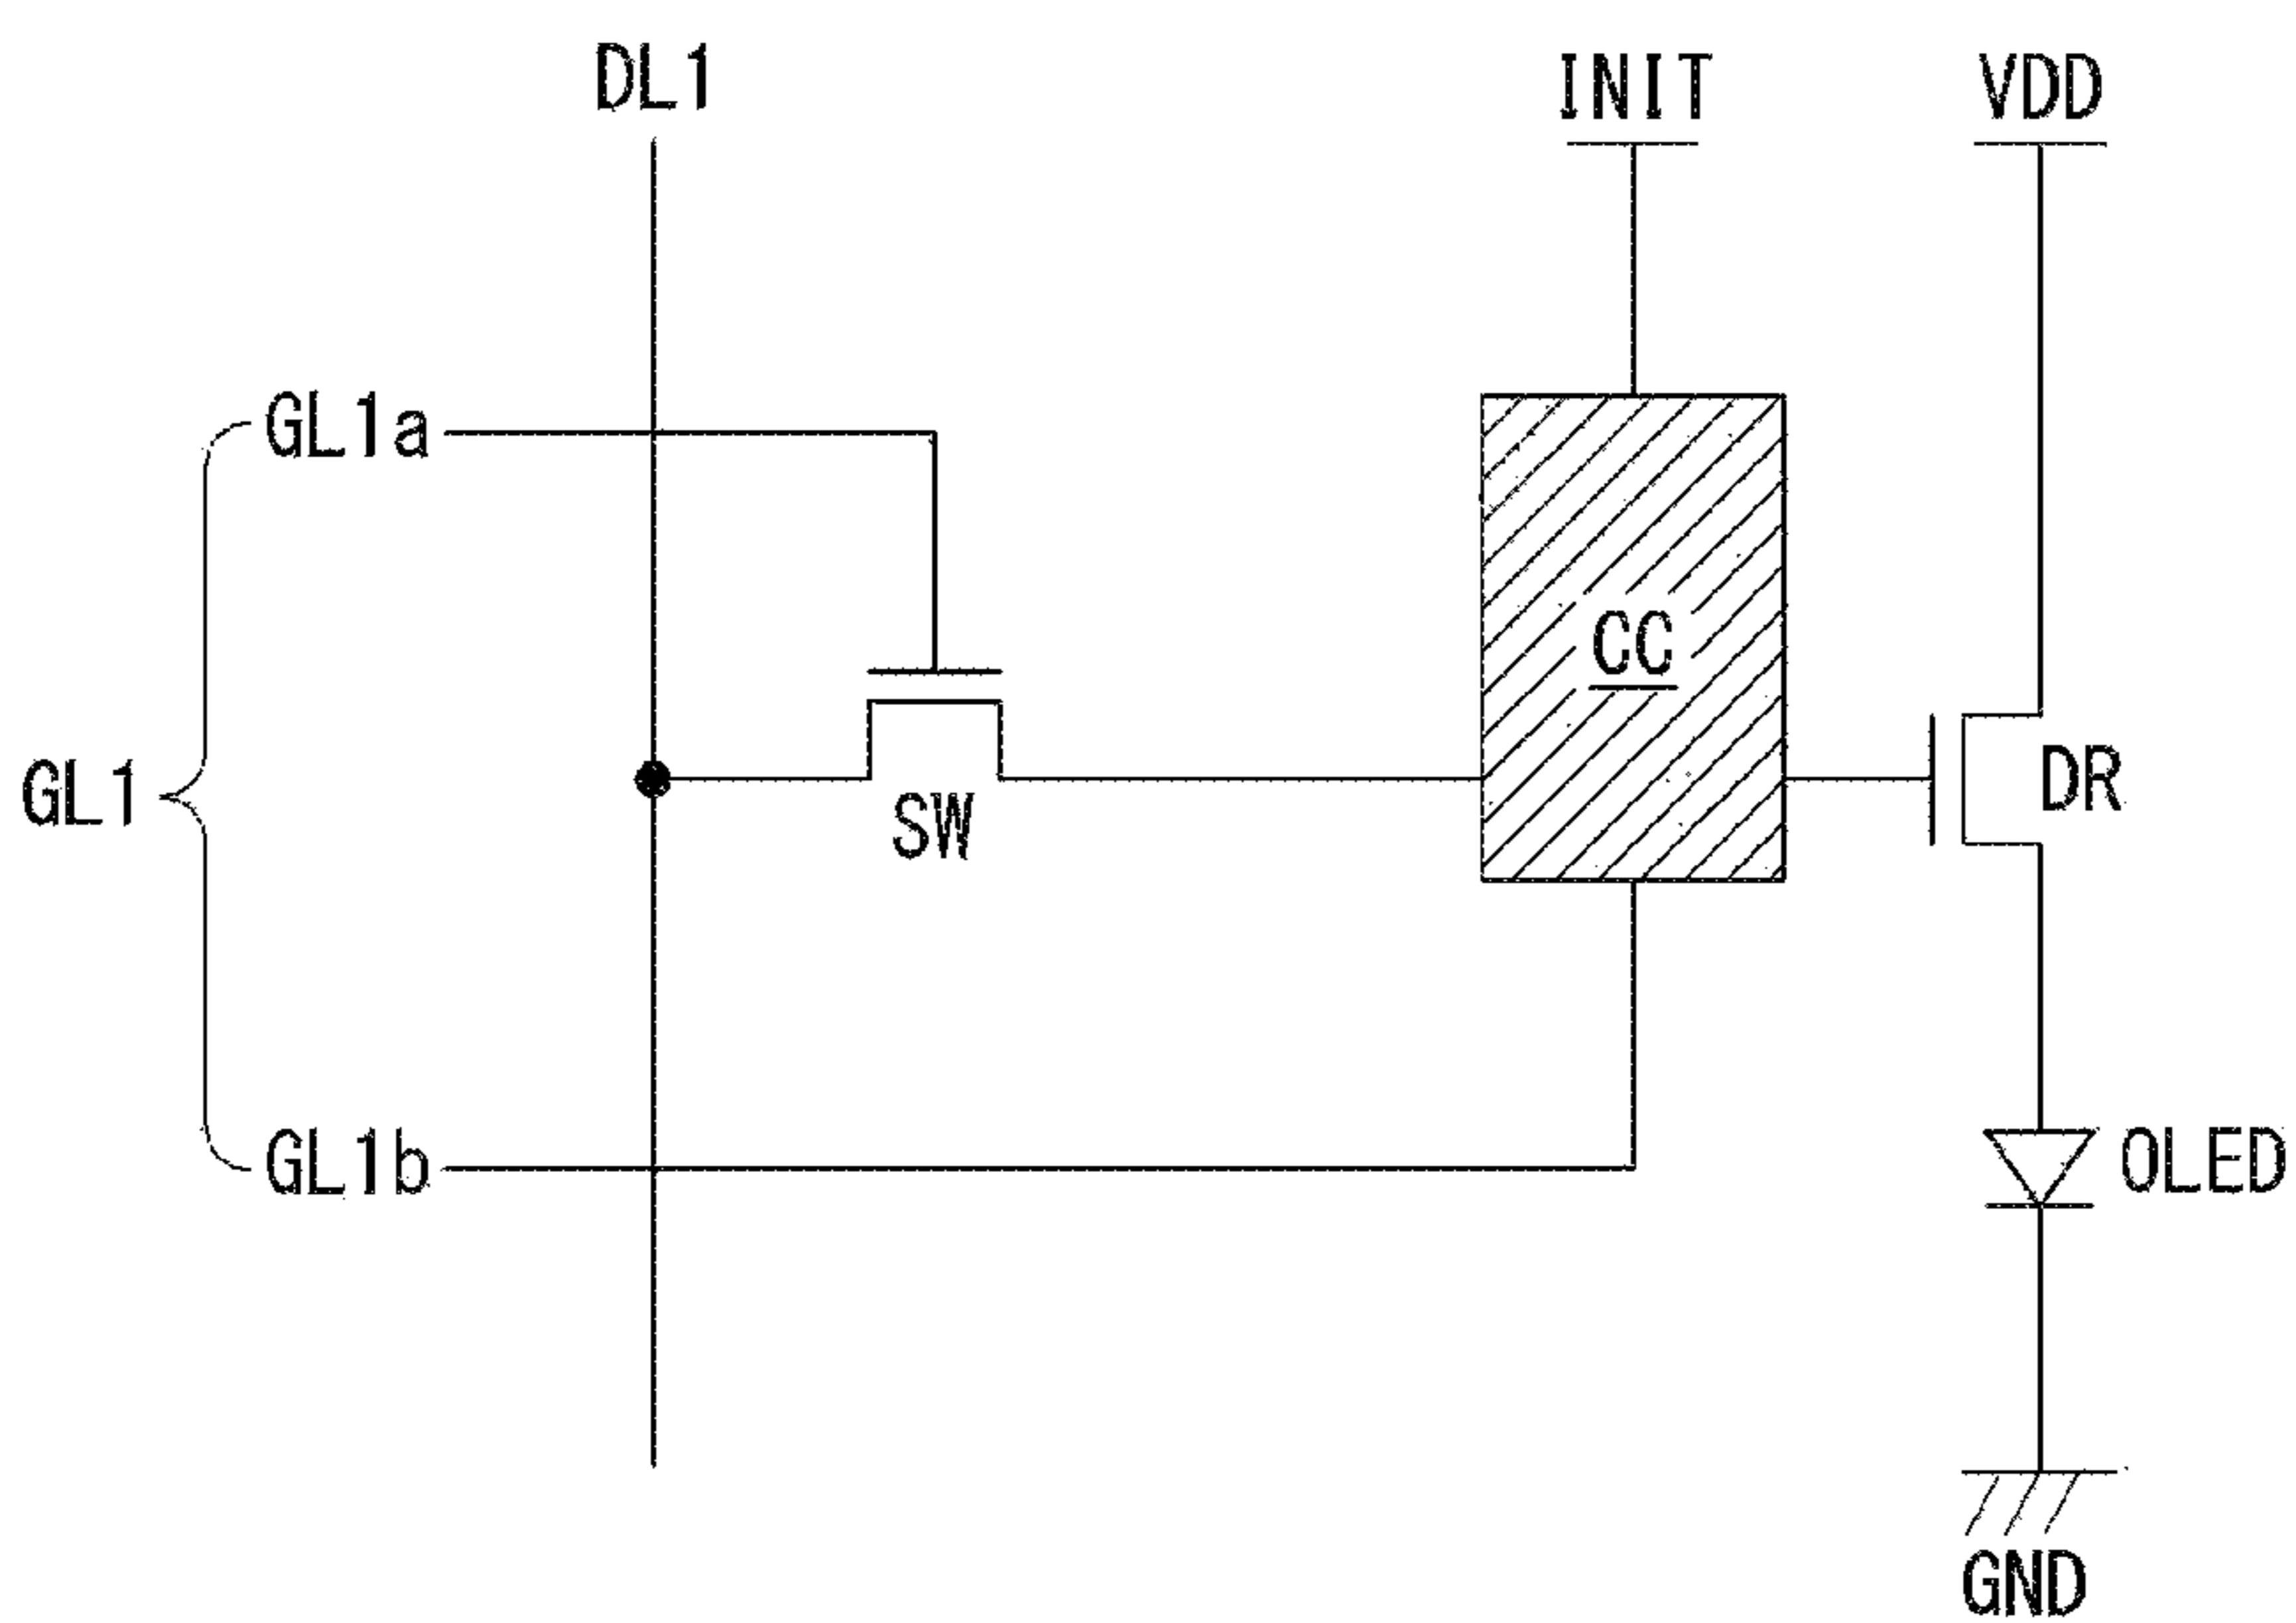 DL1
INIT
VDD
GL1a
CC
GL1
SW
DR
GL1b
OLED
GND